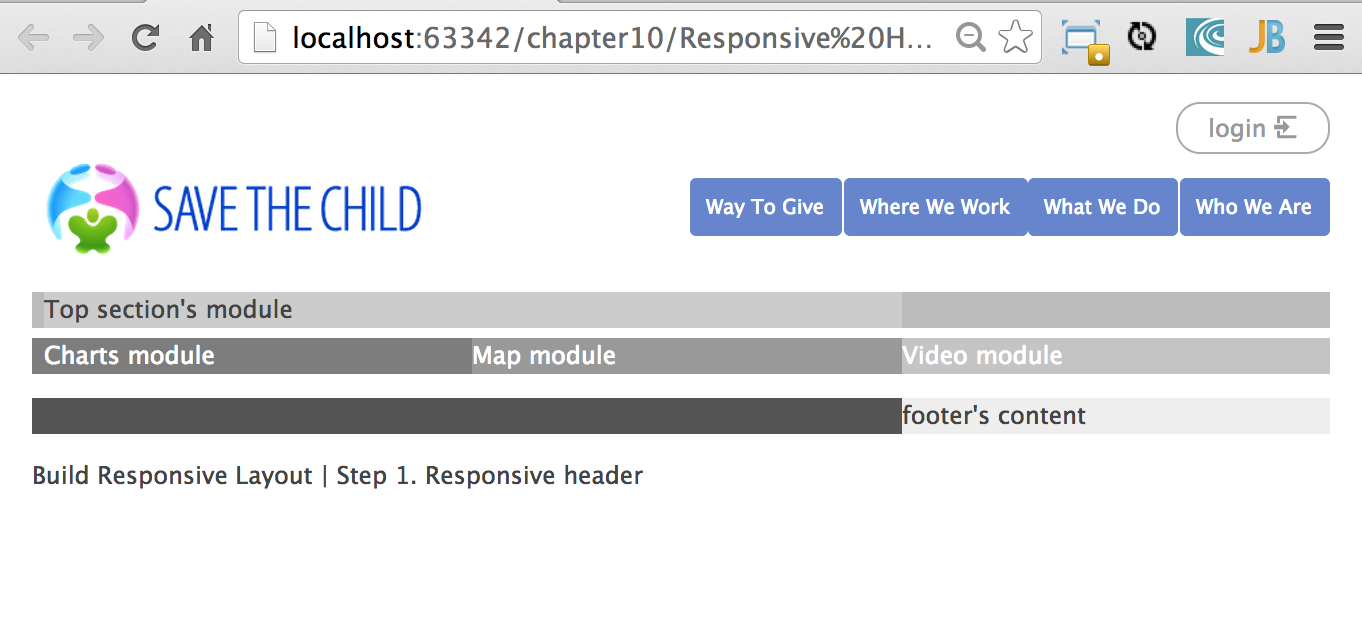 localhost:63342/chapter10/Responsive%20H...
JB
login
SAVE THE CHILD
Way To Give Where We Work What We Do Who We Are
Top section's module
Charts module Map module Video module
footer's content
Build Responsive Layout | Step 1. Responsive header